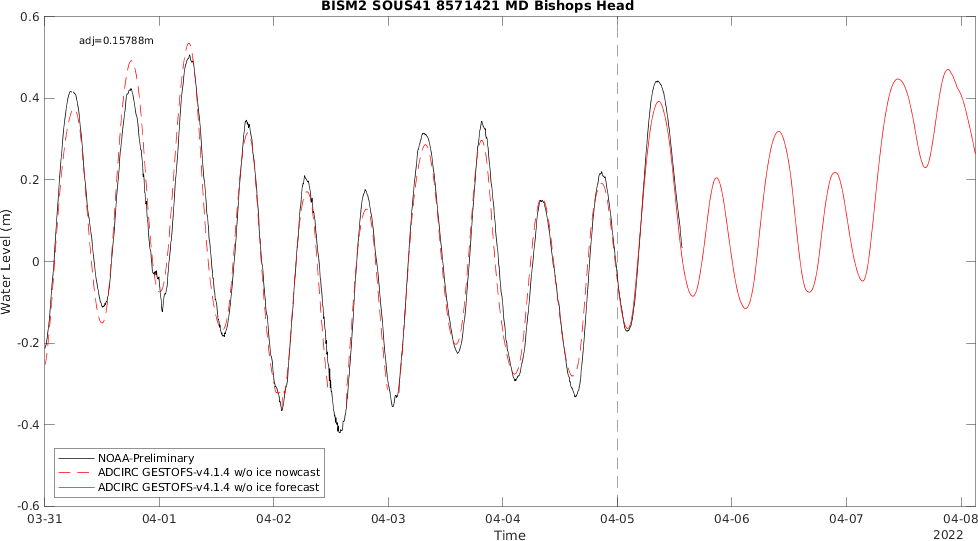 BISM2 SOUS41 8571421 MD Bishops Head
adj=0.15788m
0.6
0.4
0.2
0
-0.2
-0.4
-0.6
Water Level (m)
NOAA-Preliminary
ADCIRC GESTOFS-v4.1.4 w/o ice nowcast
ADCIRC GESTOFS-v4.1.4 w/o ice forecast
03-31 04-01 04-02 04-03 04-04 04-05 04-06 04-07 04-08
Time
2022